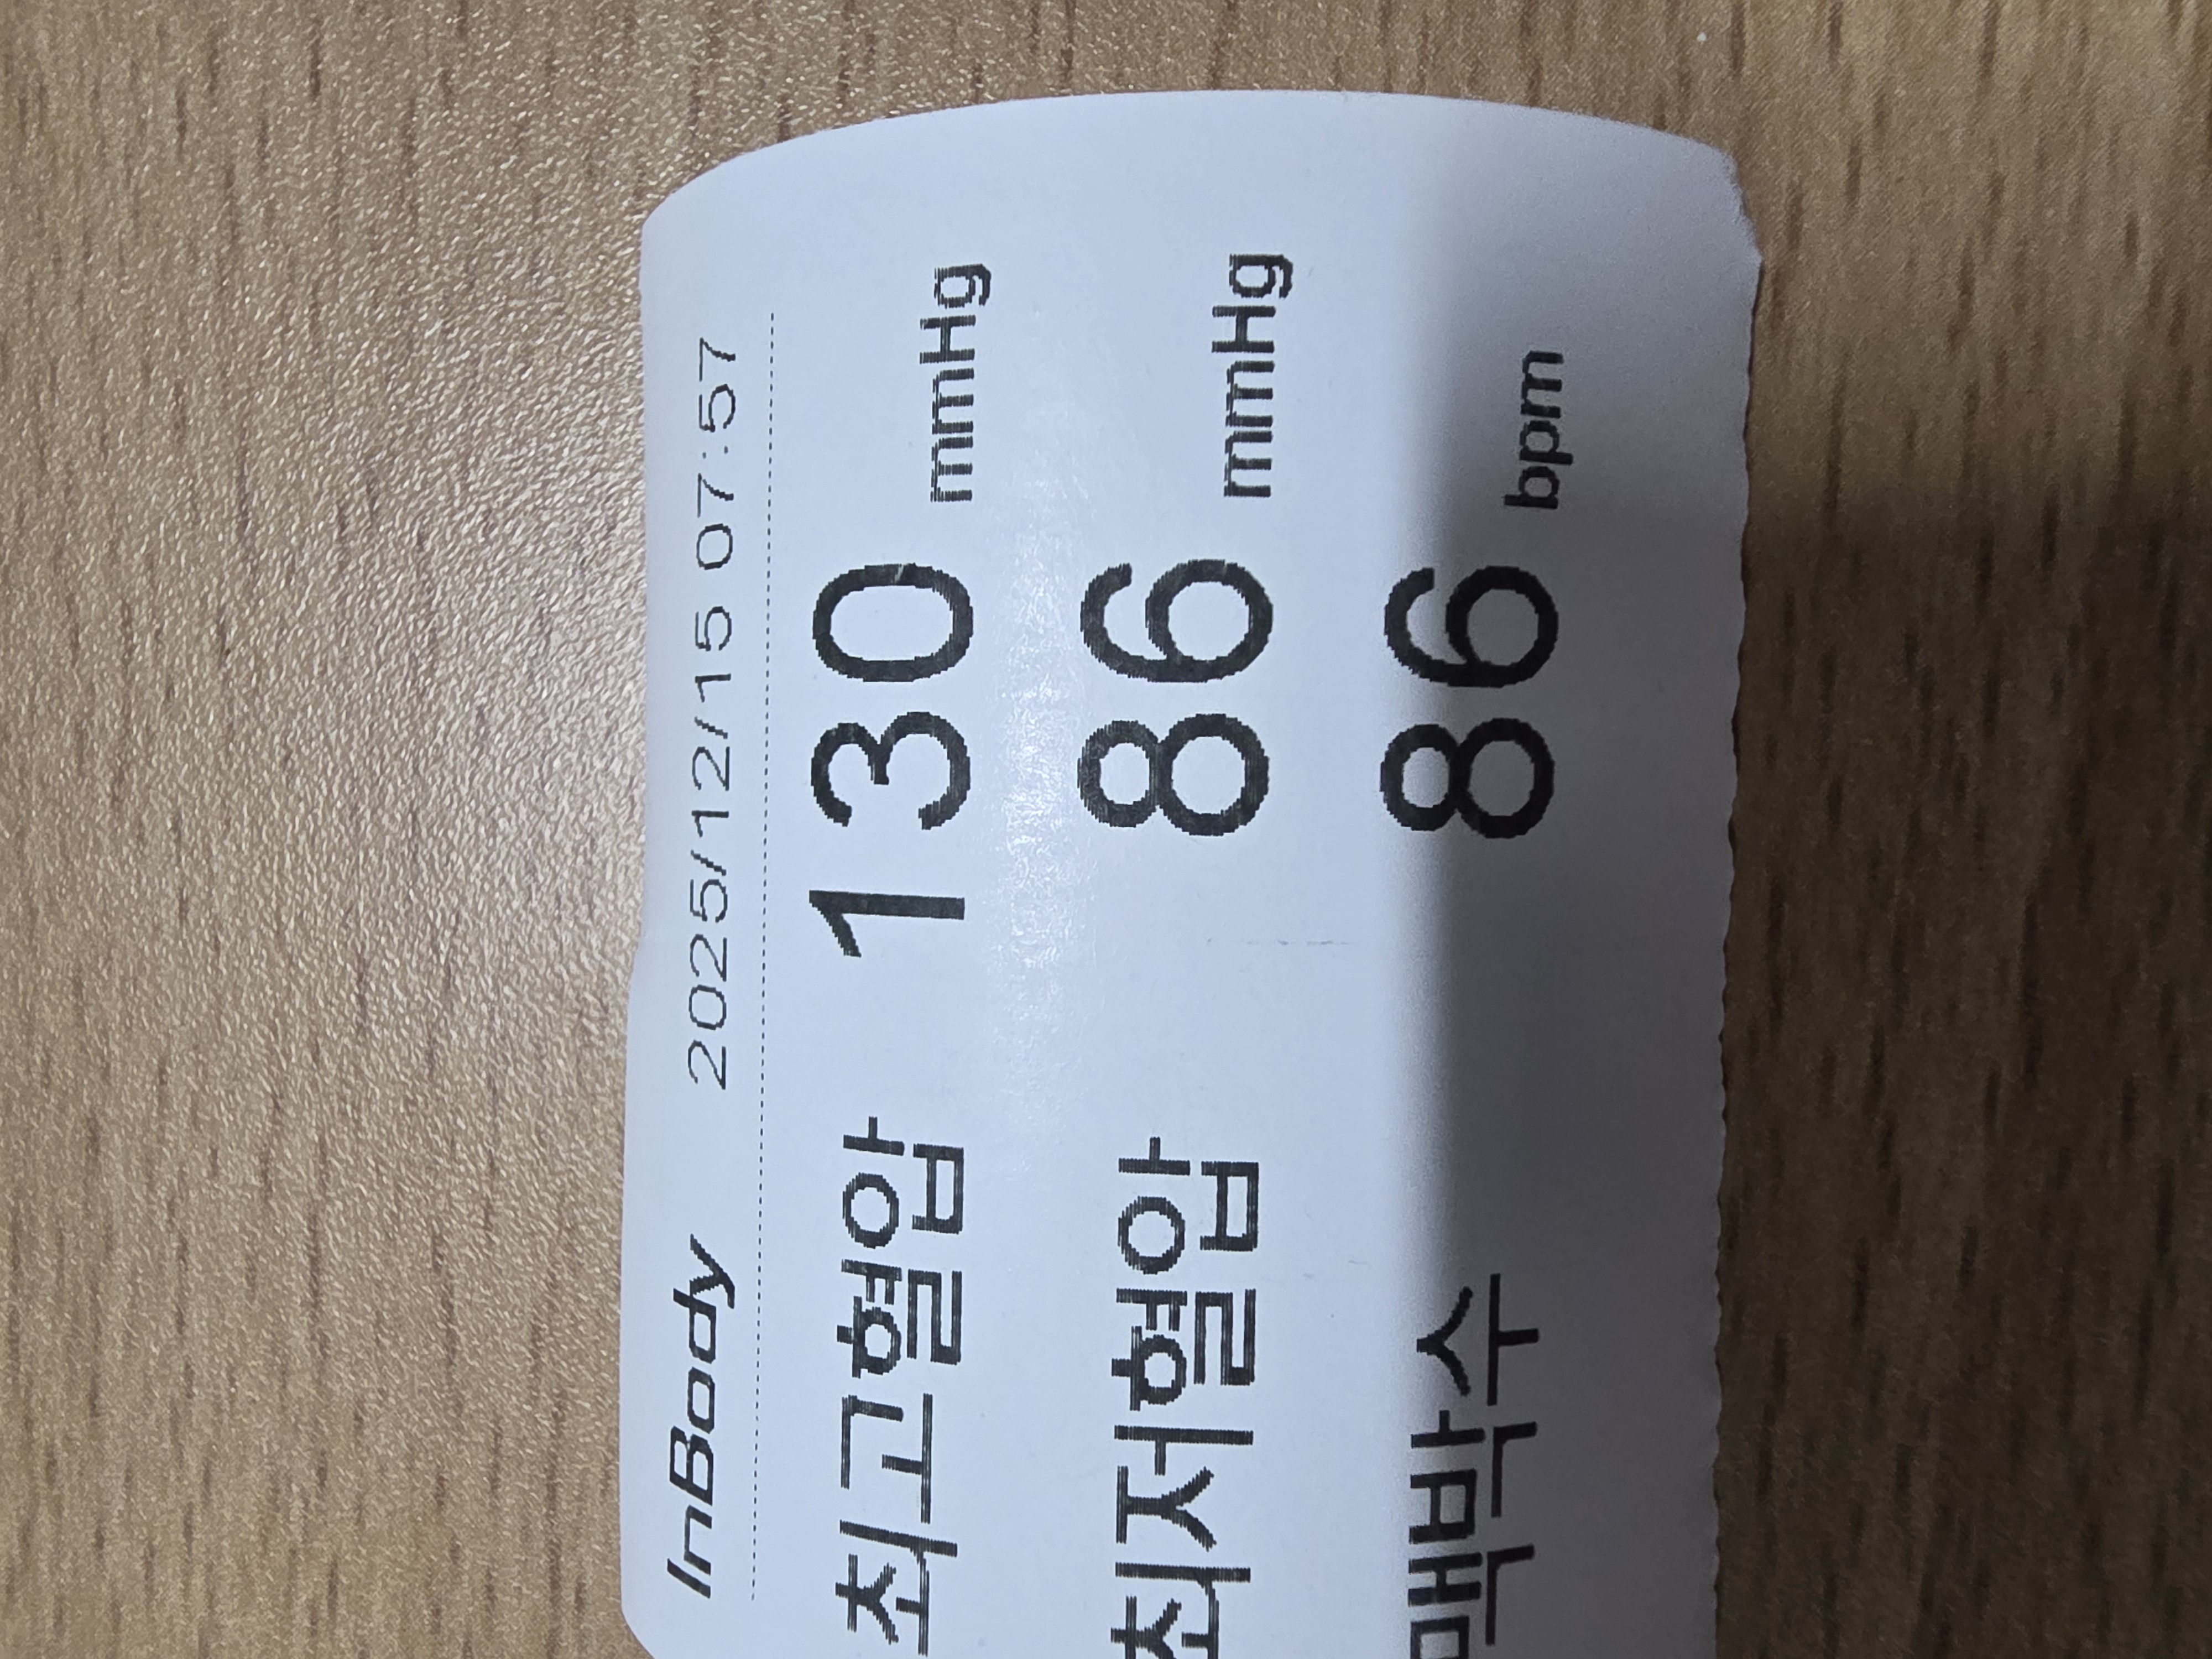 InBody 2025/12/15 07:57
최고혈압 130 mmHg
최저혈압 86 mmHg
맥박수 86 bpm